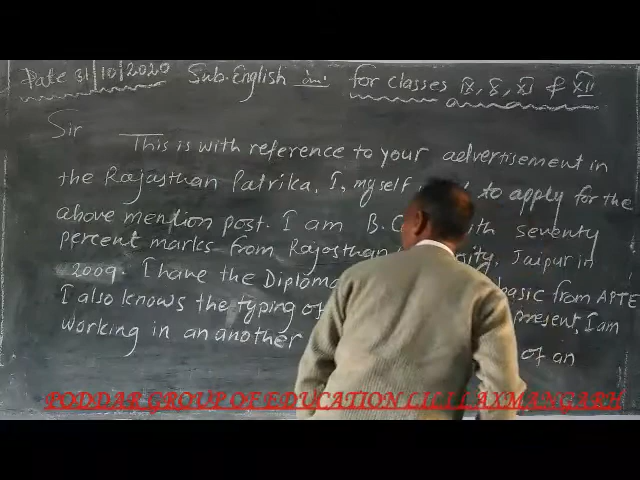 Date 31/10/2020 Sub. English for classes IX, X, XI & XII
Sir
This is with reference to your advertisement in
the Rajasthan Patrika, I, myself to apply for the
above mention post. I am B. C seventy
percent marks from Rajasthan Jaipur in
2009. I have the Diploma basic from APTE
I also knows the typing of present, I am
working in an another of an
PODDAR GROUP OF EDUCATION LILI LAXMANGARH